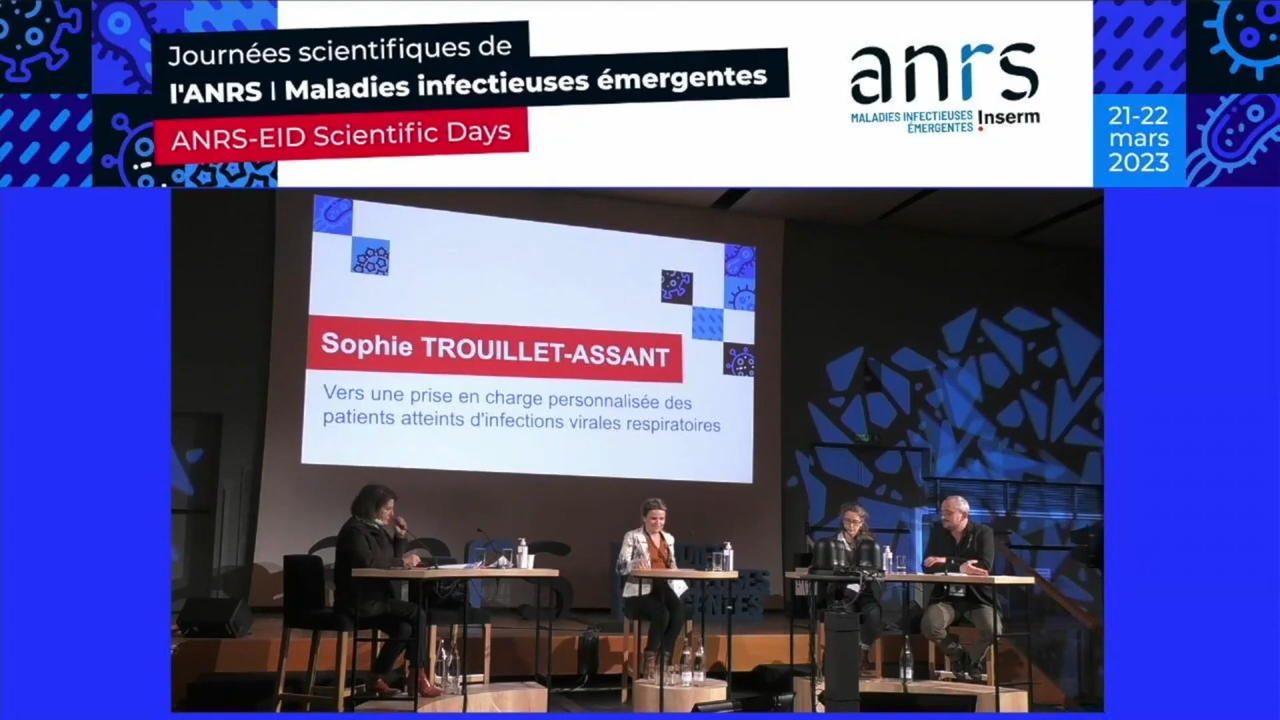 Journées scientifiques de
l'ANRS | Maladies infectieuses émergentes
ANRS-EID Scientific Days
anrs
MALADIES INFECTIEUSES
ÉMERGENTES Inserm
21-22
mars
2023
Sophie TROUILLET-ASSANT
Vers une prise en charge personnalisée des
patients atteints d'infections virales respiratoires